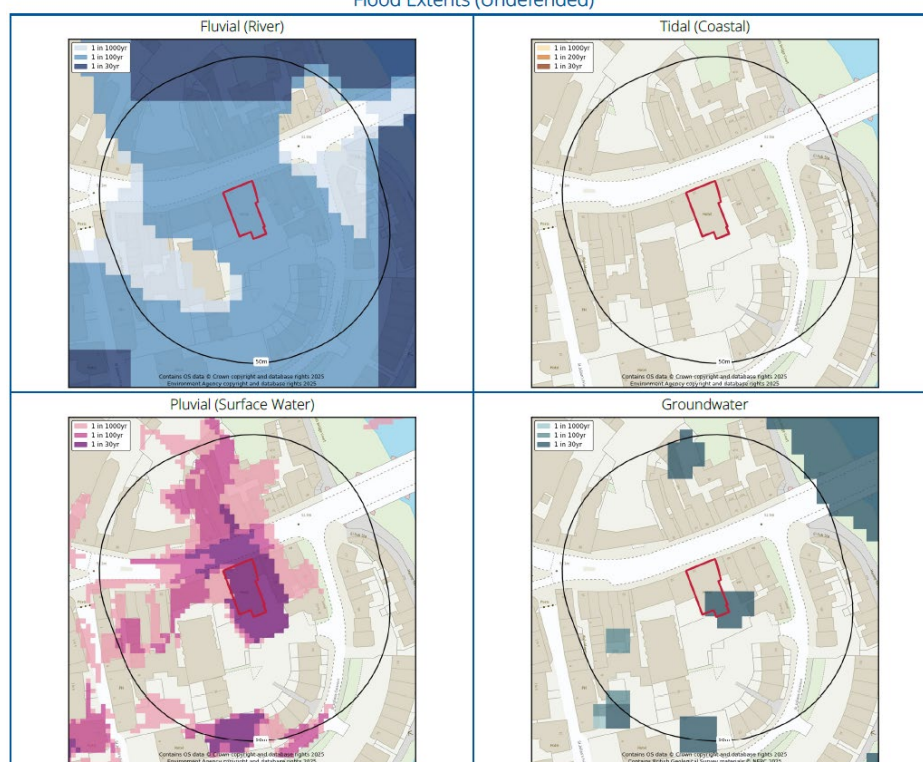 Flood Extents (Undefended)
Fluvial (River)
Tidal (Coastal)
1 in 1000yr
1 in 100yr
1 in 30yr
1 in 1000yr
1 in 200yr
1 in 30yr
50m
Contains OS data © Crown copyright and database rights 2025
Environment Agency copyright and database rights 2025
50m
Contains OS data © Crown copyright and database rights 2025
Environment Agency copyright and database rights 2025
Pluvial (Surface Water)
Groundwater
1 in 1000yr
1 in 100yr
1 in 30yr
1 in 1000yr
1 in 100yr
1 in 30yr
Contains OS data © Crown copyright and database rights 2025
Environment Agency copyright and database rights 2025
Contains OS data © Crown copyright and database rights 2025
Contains British Geological Survey materials © NERC 2025